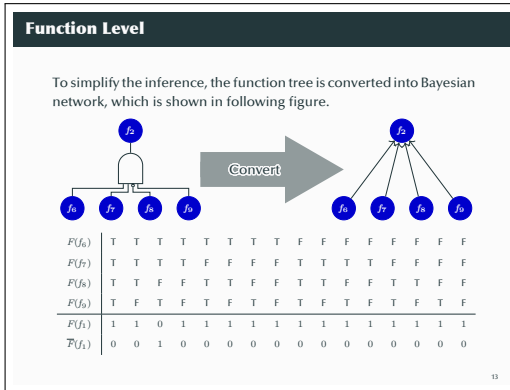 Function Level
To simplify the inference, the function tree is converted into Bayesian
network, which is shown in following figure.
f₂
Convert
f₂
f₆ f₇ f₈ f₉
f₆ f₇ f₈ f₉
F(f₆) T T T T T T T T F F F F F F F F
F(f₇) T T T T F F F F T T T T F F F F
F(f₈) T T F F T T F F T T F F T T F F
F(f₉) T F T F T F T F T F T F T F T F
F(f₁) 1 1 0 1 1 1 1 1 1 1 1 1 1 1 1 1
F̅(f₁) 0 0 1 0 0 0 0 0 0 0 0 0 0 0 0 0
13